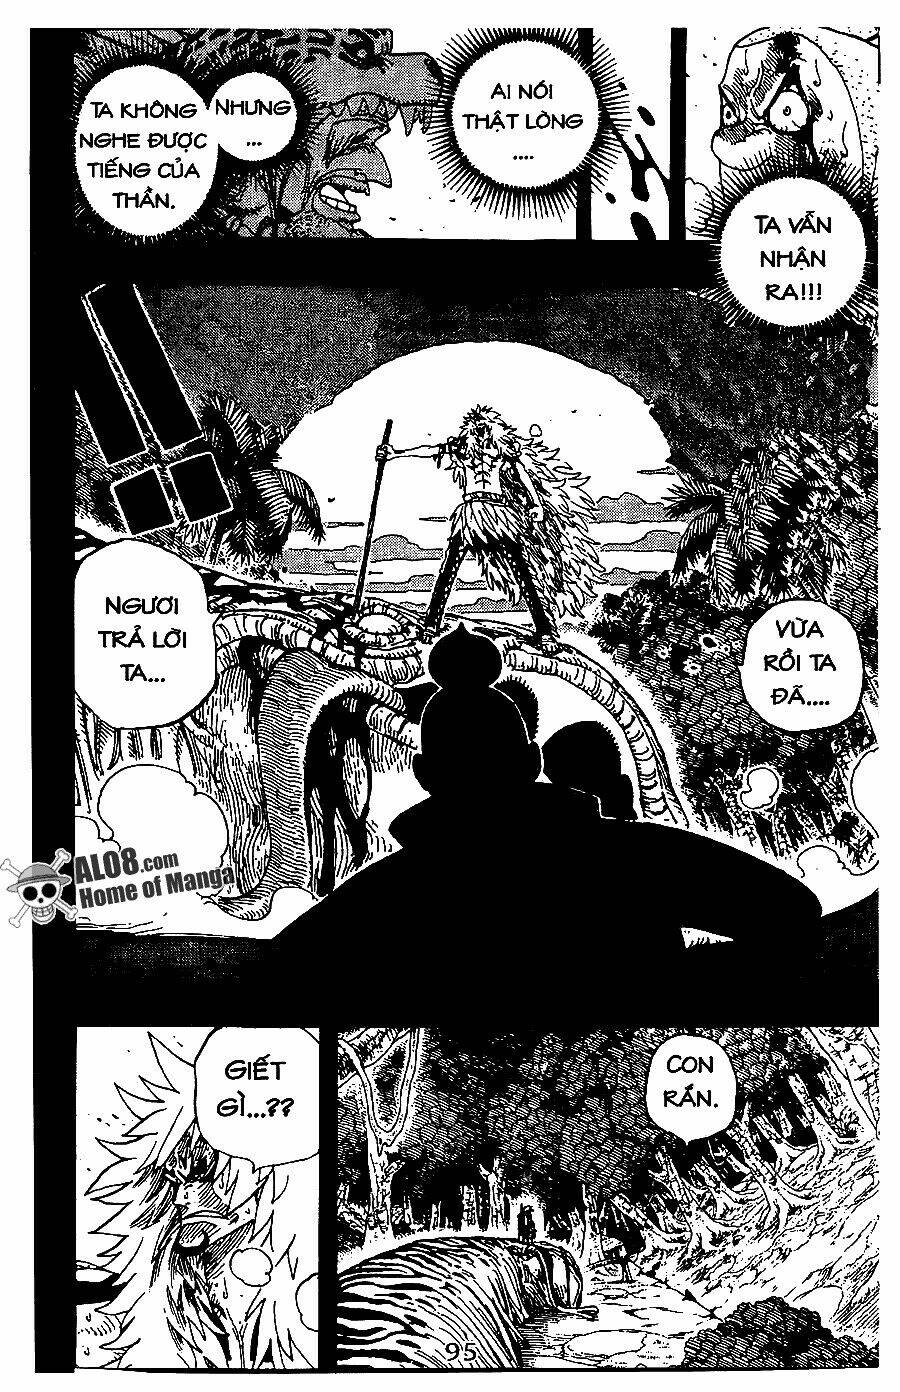 TA VẪN
NHẬN
RA!!!
AI NÓI
THẬT LÒNG
....
NHƯNG
...
TA KHÔNG
NGHE ĐƯỢC
TIẾNG CỦA
THẦN.
VỪA
RỒI TA
ĐÃ....
NGƯƠI
TRẢ LỜI
TA...
AL08.com
Home of Manga
CON
RẮN.
GIẾT
GÌ...??
95